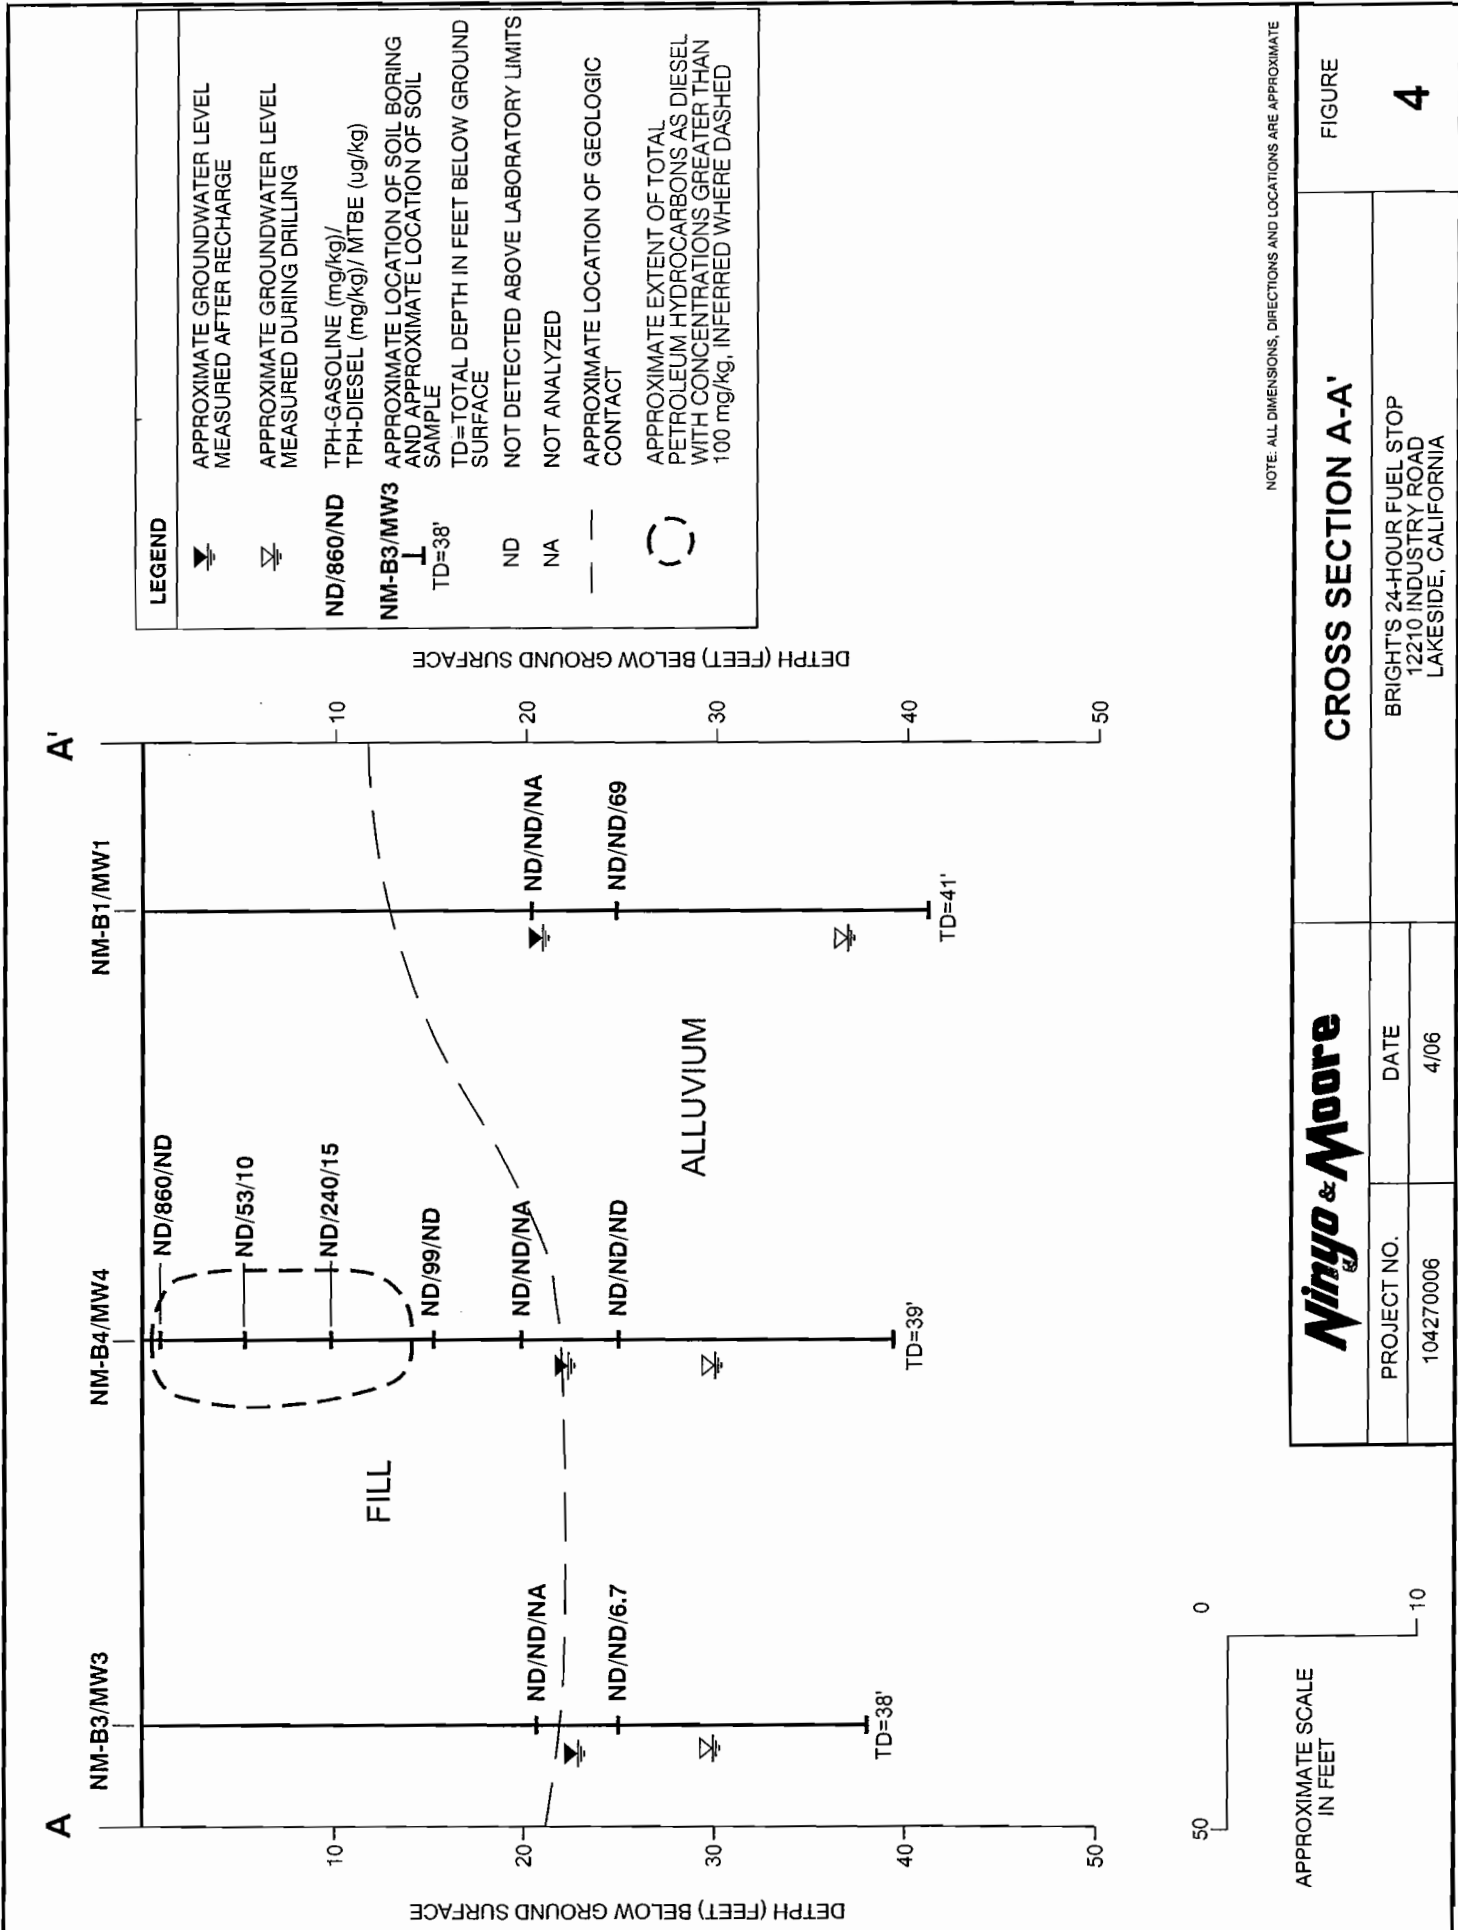 A
A'
NM-B3/MW3
NM-B4/MW4
NM-B1/MW1
ND/860/ND
ND/53/10
ND/240/15
ND/99/ND
ND/ND/NA
ND/ND/ND
TD=39'
ND/ND/NA
ND/ND/6.7
TD=38'
ND/ND/NA
ND/ND/69
TD=41'
FILL
ALLUVIUM
DETPH (FEET) BELOW GROUND SURFACE
10
20
30
40
50
DETPH (FEET) BELOW GROUND SURFACE
10
20
30
40
50
LEGEND
APPROXIMATE GROUNDWATER LEVEL
MEASURED AFTER RECHARGE
APPROXIMATE GROUNDWATER LEVEL
MEASURED DURING DRILLING
ND/860/ND
TPH-GASOLINE (mg/kg)/
TPH-DIESEL (mg/kg)/ MTBE (ug/kg)
NM-B3/MW3
TD=38'
APPROXIMATE LOCATION OF SOIL BORING
AND APPROXIMATE LOCATION OF SOIL
SAMPLE
TD=TOTAL DEPTH IN FEET BELOW GROUND
SURFACE
ND NOT DETECTED ABOVE LABORATORY LIMITS
NA NOT ANALYZED
APPROXIMATE LOCATION OF GEOLOGIC
CONTACT
APPROXIMATE EXTENT OF TOTAL
PETROLEUM HYDROCARBONS AS DIESEL
WITH CONCENTRATIONS GREATER THAN
100 mg/kg, INFERRED WHERE DASHED
APPROXIMATE SCALE
IN FEET
50
0
10
NOTE: ALL DIMENSIONS, DIRECTIONS AND LOCATIONS ARE APPROXIMATE
Ninyo & Moore
PROJECT NO.
DATE
104270006
4/06
CROSS SECTION A-A'
BRIGHT'S 24-HOUR FUEL STOP
12210 INDUSTRY ROAD
LAKESIDE, CALIFORNIA
FIGURE
4